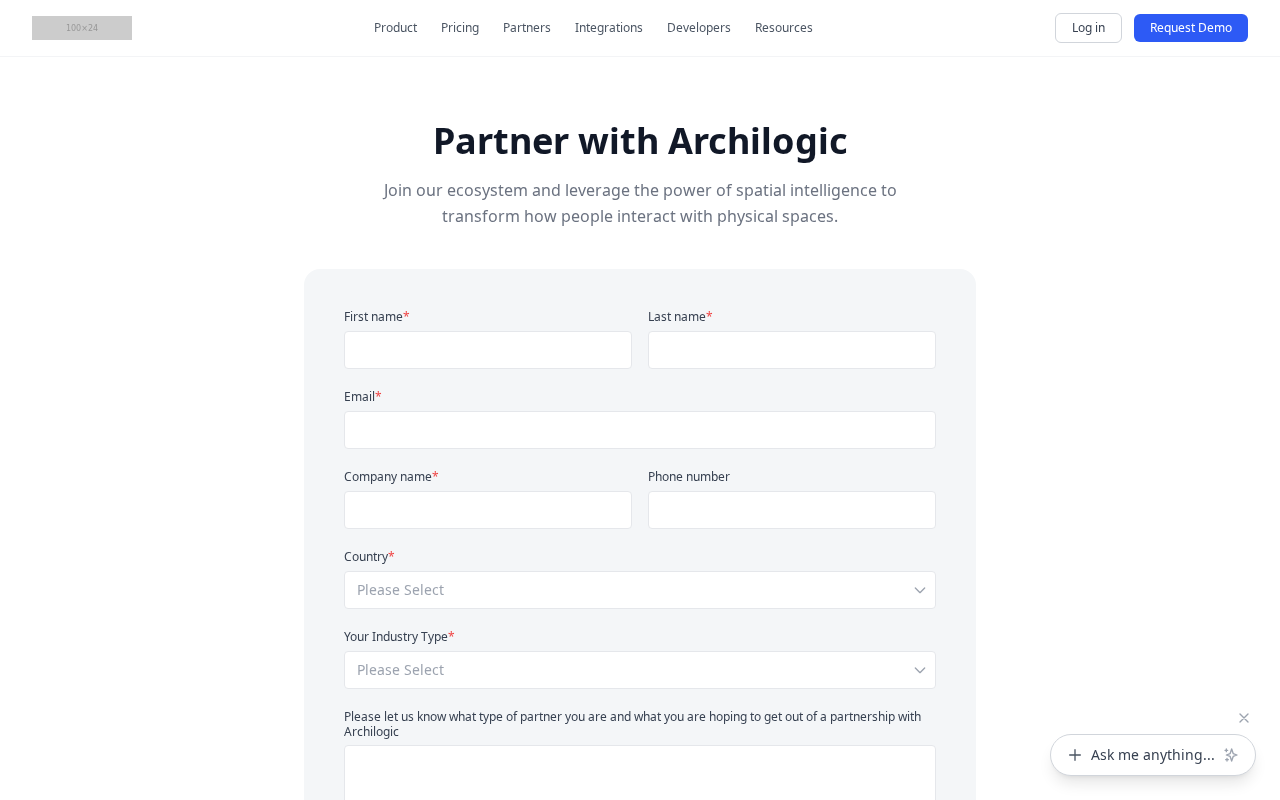 100×24
Product
Pricing
Partners
Integrations
Developers
Resources
Log in
Request Demo
Partner with Archilogic
Join our ecosystem and leverage the power of spatial intelligence to
transform how people interact with physical spaces.
First name*
Last name*
Email*
Company name*
Phone number
Country*
Please Select
Your Industry Type*
Please Select
Please let us know what type of partner you are and what you are hoping to get out of a partnership with
Archilogic
Ask me anything...